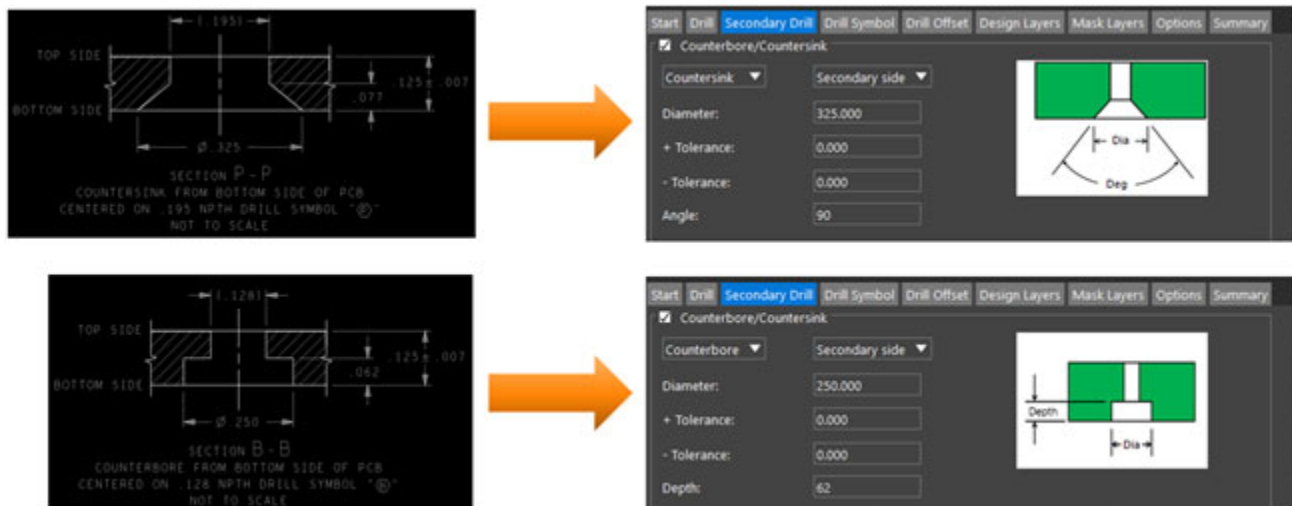 (.195)
TOP SIDE
.125± .007
.077
BOTTOM SIDE
Ø.325
SECTION P-P
COUNTERSINK FROM BOTTOM SIDE OF PCB
CENTERED ON .195 NPTH DRILL SYMBOL "Ⓟ"
NOT TO SCALE
Start Drill Secondary Drill Drill Symbol Drill Offset Design Layers Mask Layers Options Summary
Counterbore/Countersink
Countersink Secondary side
Diameter: 325.000
+ Tolerance: 0.000
- Tolerance: 0.000
Angle: 90
Dia
Deg
(.128)
TOP SIDE
.125± .007
.062
BOTTOM SIDE
Ø.250
SECTION B-B
COUNTERBORE FROM BOTTOM SIDE OF PCB
CENTERED ON .128 NPTH DRILL SYMBOL "Ⓑ"
NOT TO SCALE
Start Drill Secondary Drill Drill Symbol Drill Offset Design Layers Mask Layers Options Summary
Counterbore/Countersink
Counterbore Secondary side
Diameter: 250.000
+ Tolerance: 0.000
- Tolerance: 0.000
Depth: 62
Depth
Dia